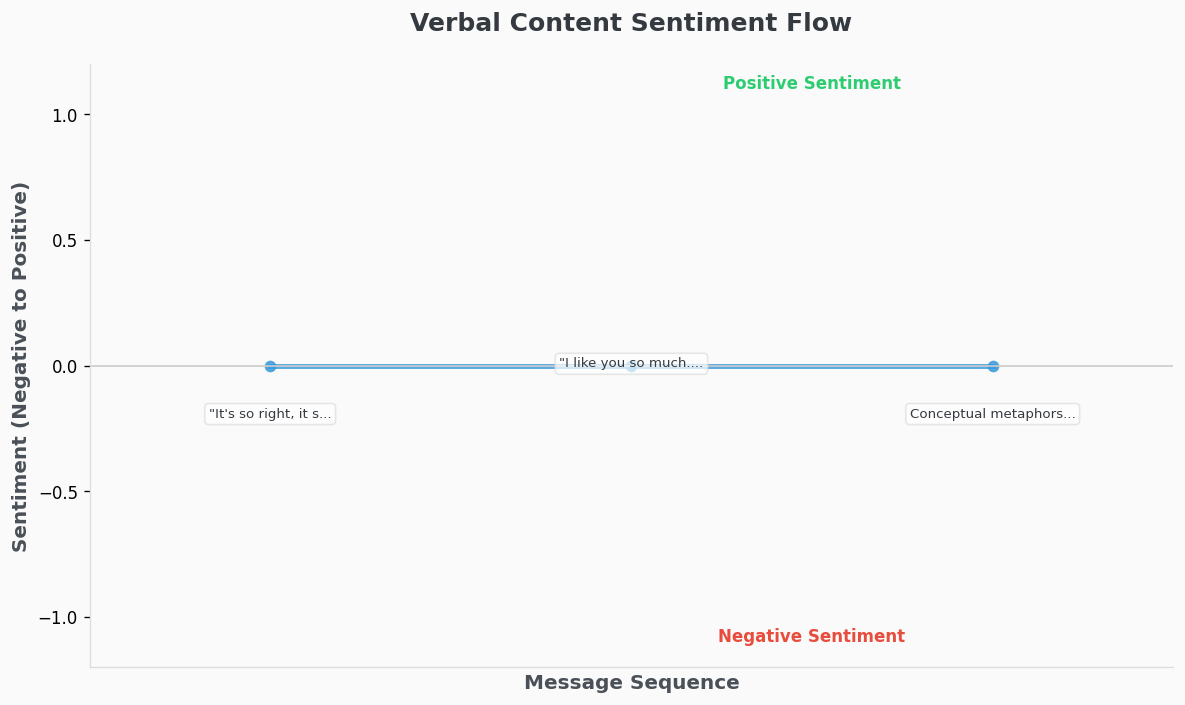 Verbal Content Sentiment Flow
Positive Sentiment
1.0
0.5
0.0
−0.5
−1.0
Sentiment (Negative to Positive)
"I like you so much....
"It's so right, it s...
Conceptual metaphors...
Negative Sentiment
Message Sequence